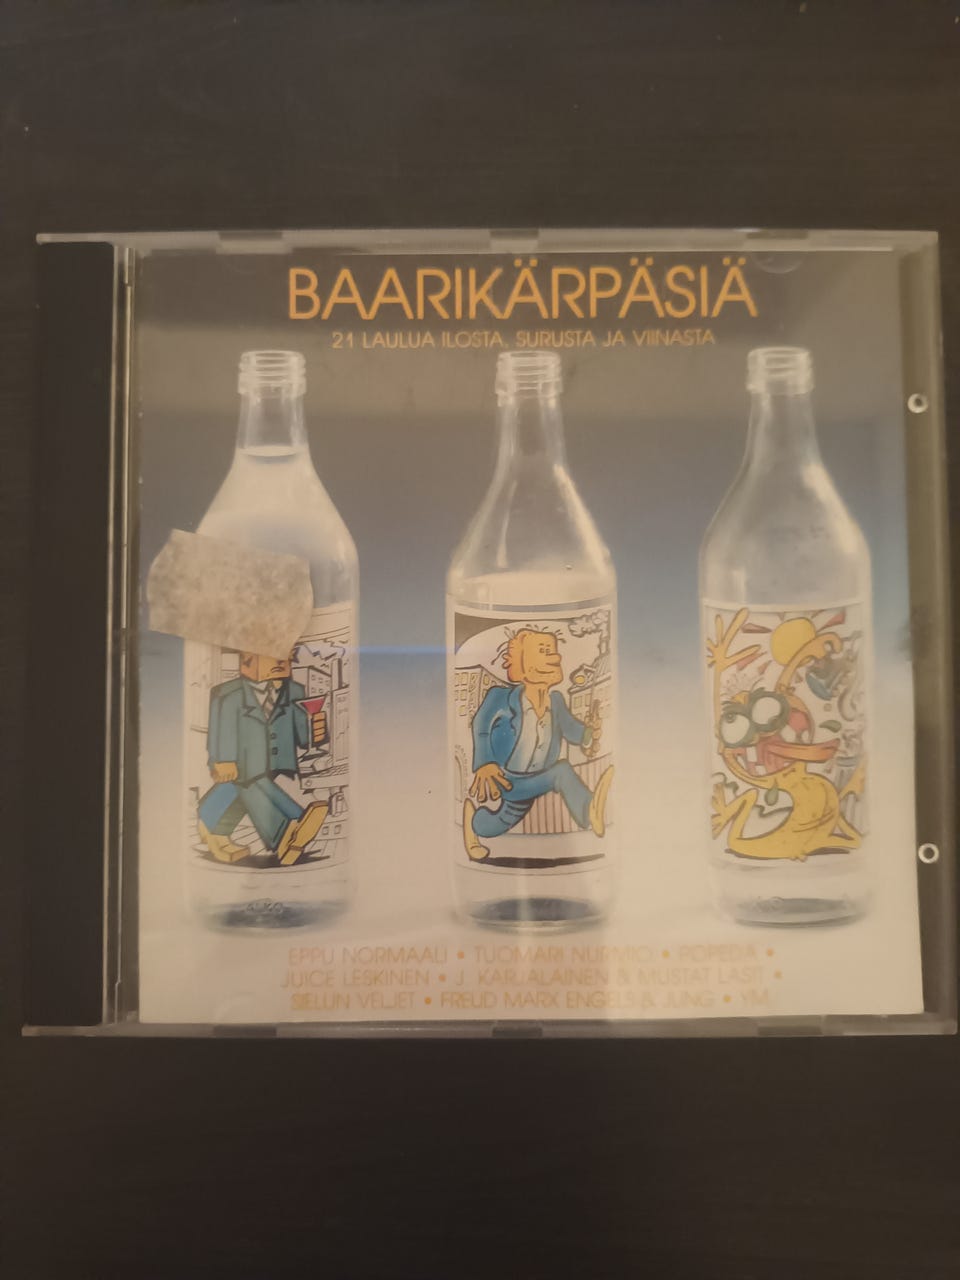 BAARIKÄRPÄSIÄ
21 LAULUA ILOSTA, SURUSTA JA VIINASTA
ALKO
EPPU NORMAALI • TUOMARI NURMIO • POPEDA •
JUICE LESKINEN • J. KARJALAINEN & MUSTAT LASIT •
SIELUN VELJET • FREUD MARX ENGELS & JUNG • YM.